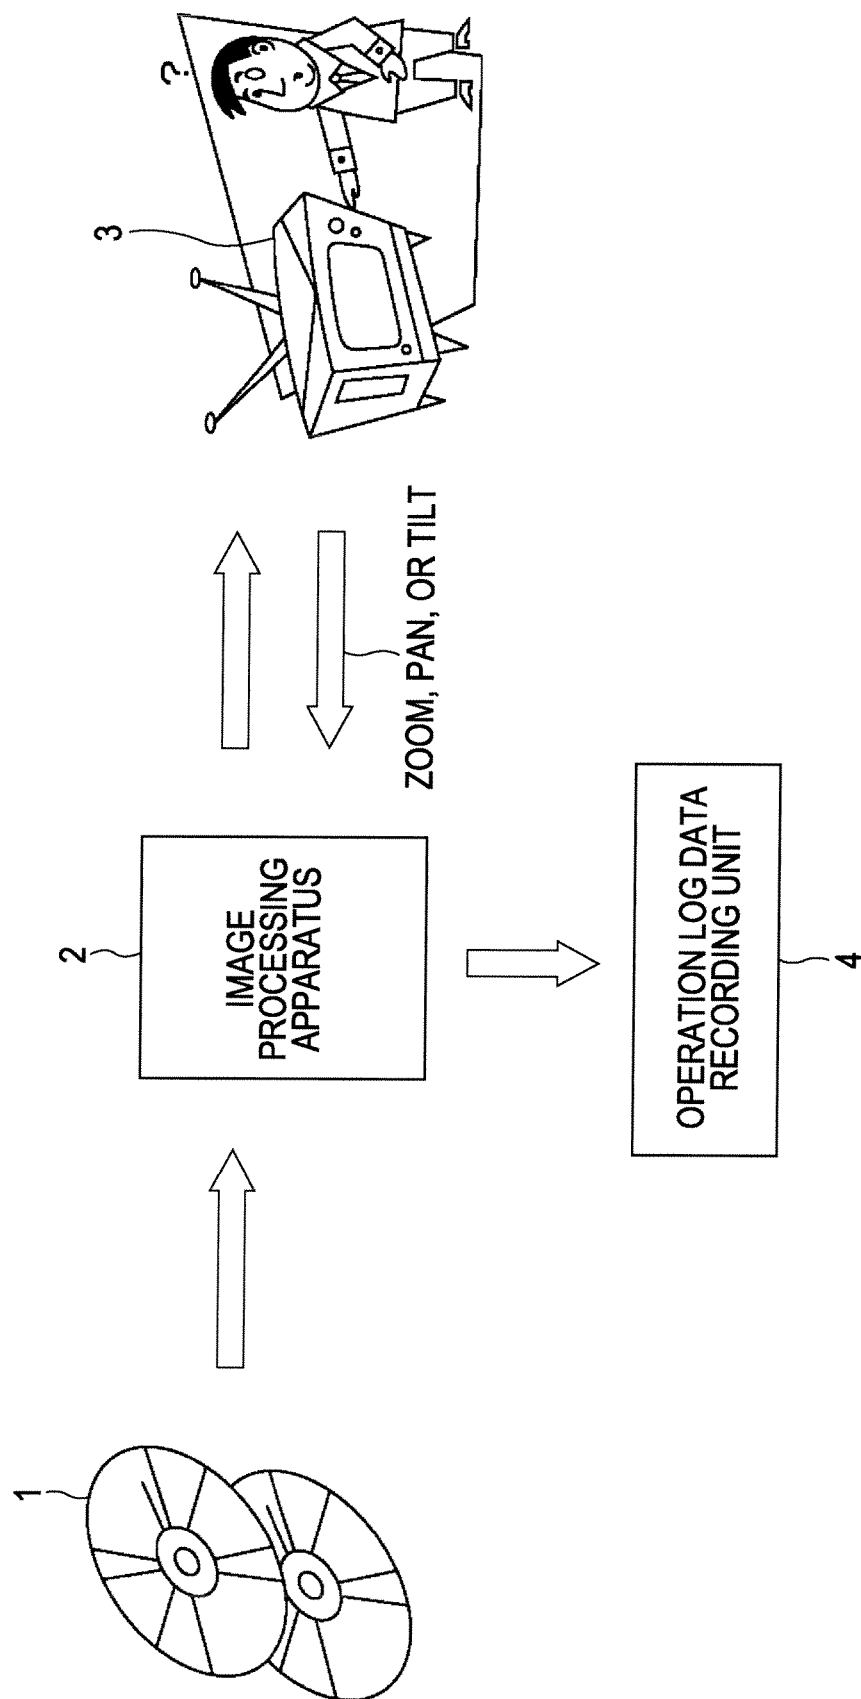 1
2
3
?
IMAGE
PROCESSING
APPARATUS
ZOOM, PAN, OR TILT
OPERATION LOG DATA
RECORDING UNIT
4